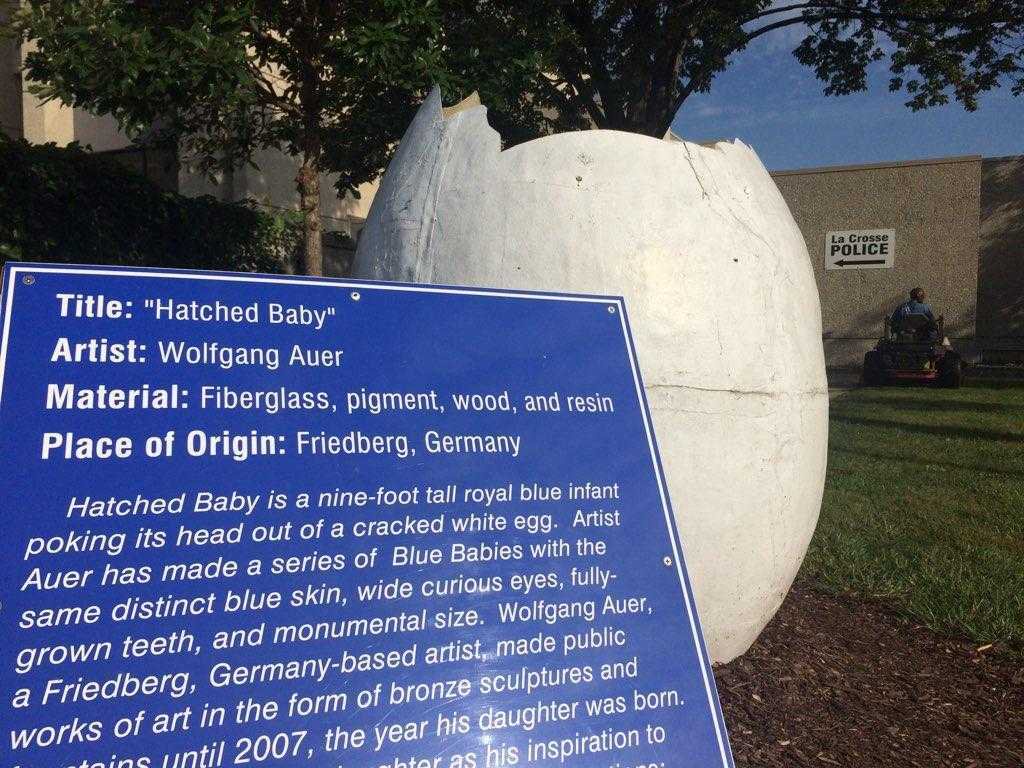 Title: "Hatched Baby"
Artist: Wolfgang Auer
Material: Fiberglass, pigment, wood, and resin
Place of Origin: Friedberg, Germany
Hatched Baby is a nine-foot tall royal blue infant
poking its head out of a cracked white egg. Artist
Auer has made a series of Blue Babies with the
same distinct blue skin, wide curious eyes, fully-
grown teeth, and monumental size. Wolfgang Auer,
a Friedberg, Germany-based artist, made public
works of art in the form of bronze sculptures and
until 2007, the year his daughter was born.
as his inspiration to
La Crosse
POLICE